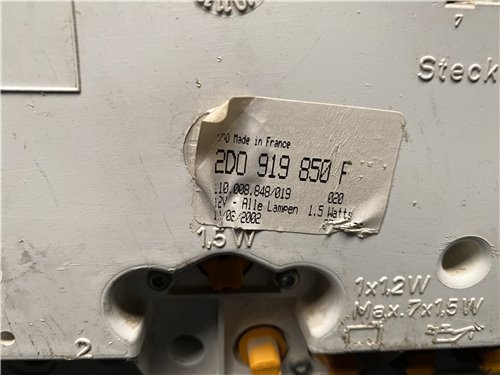 7
Steck
Made in France
2D0 919 850 F
110.008.848/019 020
12V - Alle Lampen 1.5 Watts
/06/2002
1.5 W
1x1.2W
Max. 7x1.5W
2